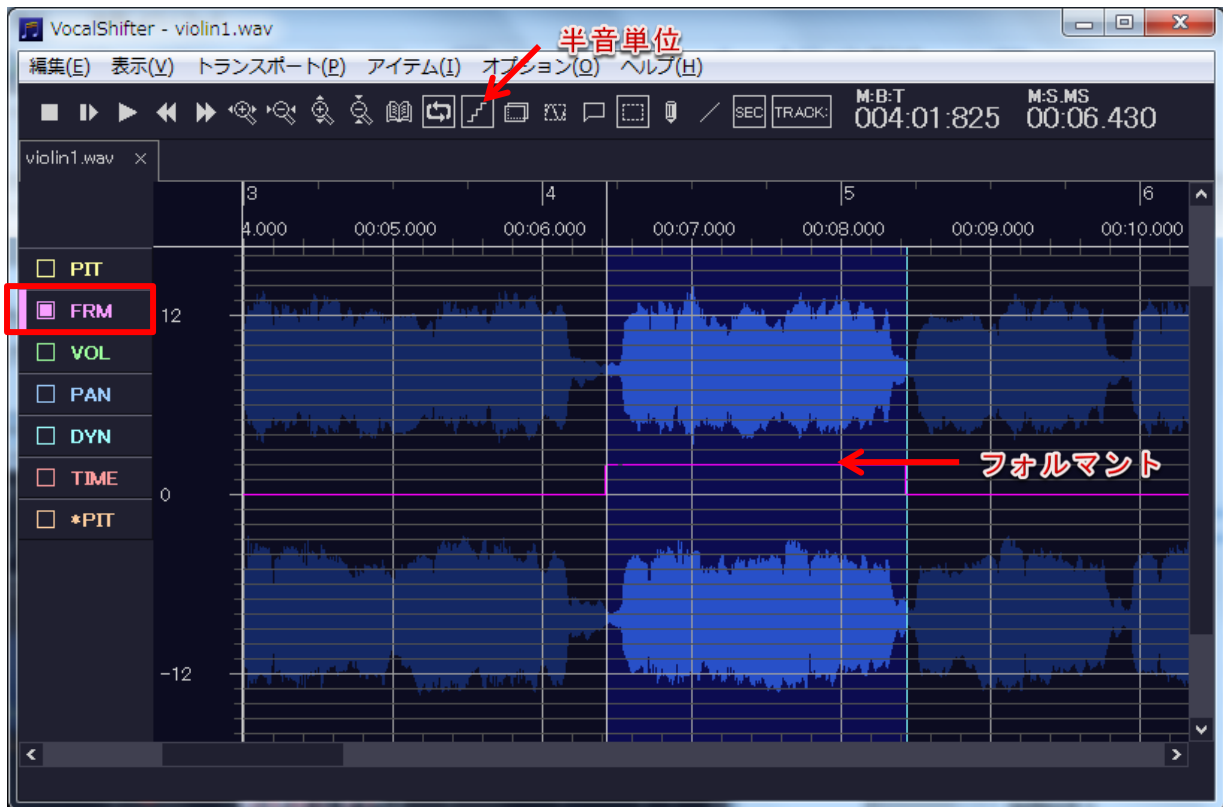 VocalShifter - violin1.wav
半音単位
編集(E) 表示(V) トランスポート(P) アイテム(I) オプション(O) ヘルプ(H)
SEC TRACK:
M:B:T
004:01:825
M:S.MS
00:06.430
violin1.wav ×
3 4 5 6
4.000 00:05.000 00:06.000 00:07.000 00:08.000 00:09.000 00:10.000
PIT
FRM
VOL
PAN
DYN
TIME
*PIT
12
0
-12
フォルマント